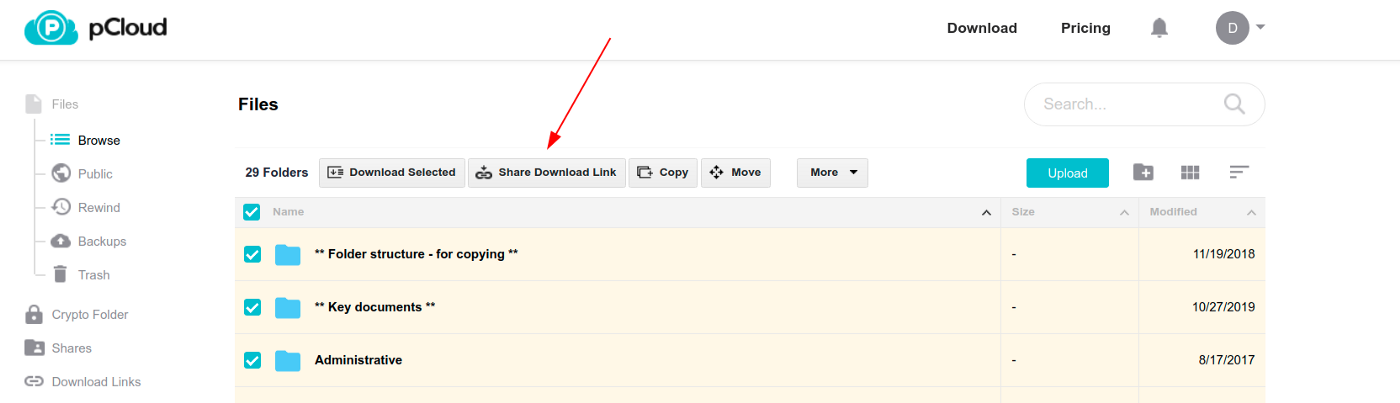 P pCloud
Download Pricing D
Files
Browse
Public
Rewind
Backups
Trash
Crypto Folder
Shares
Download Links
Files
Search...
29 Folders Download Selected Share Download Link Copy Move More Upload
Name Size Modified
** Folder structure - for copying ** - 11/19/2018
** Key documents ** - 10/27/2019
Administrative - 8/17/2017